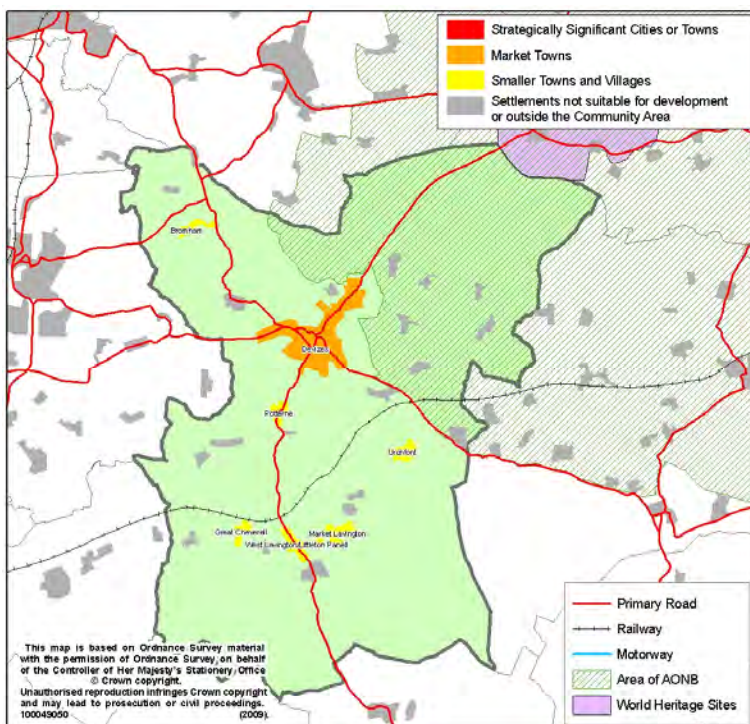 Strategically Significant Cities or Towns
Market Towns
Smaller Towns and Villages
Settlements not suitable for development
or outside the Community Area
Bromham
Devizes
Potterne
Urchfont
Great Cheverell
Market Lavington
West Lavington/Littleton Panell
Primary Road
Railway
Motorway
Area of AONB
World Heritage Sites
This map is based on Ordnance Survey material
with the permission of Ordnance Survey, on behalf
of the Controller of Her Majesty's Stationery Office
© Crown copyright.
Unauthorised reproduction infringes Crown copyright
and may lead to prosecution or civil proceedings.
100049050 (2009)